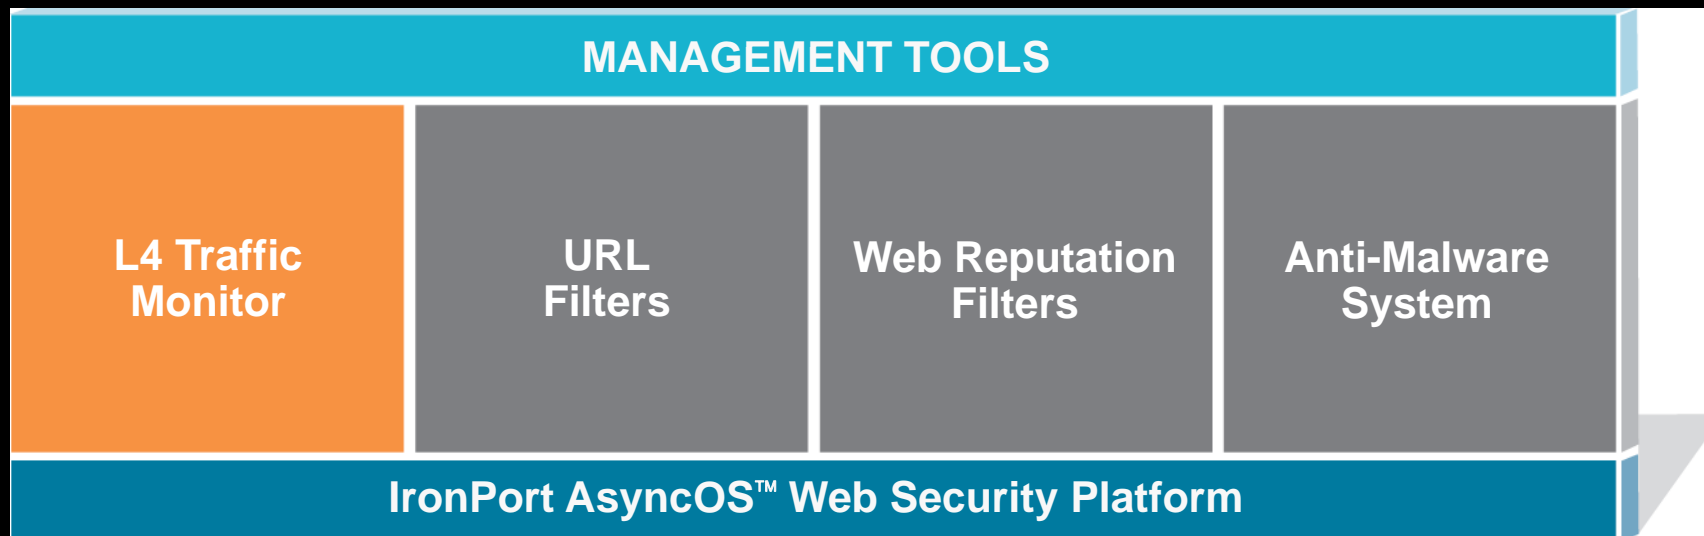 MANAGEMENT TOOLS
L4 Traffic
Monitor
URL
Filters
Web Reputation
Filters
Anti-Malware
System
IronPort AsyncOS™ Web Security Platform